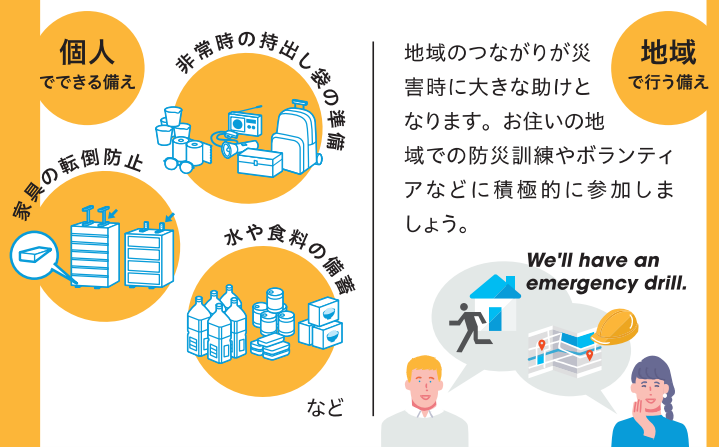 個人
でできる備え
非常時の持出し袋の準備
家具の転倒防止
水や食料の備蓄
など
地域
で行う備え
地域のつながりが災
害時に大きな助けと
なります。お住いの地
域での防災訓練やボランティ
アなどに積極的に参加しま
しょう。
We'll have an
emergency drill.